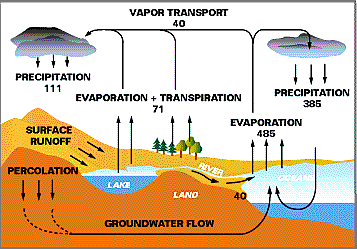 VAPOR TRANSPORT
40
PRECIPITATION
111
EVAPORATION + TRANSPIRATION
71
PRECIPITATION
385
EVAPORATION
485
SURFACE
RUNOFF
PERCOLATION
RIVER
LAKE
LAND
OCEANS
40
GROUNDWATER FLOW